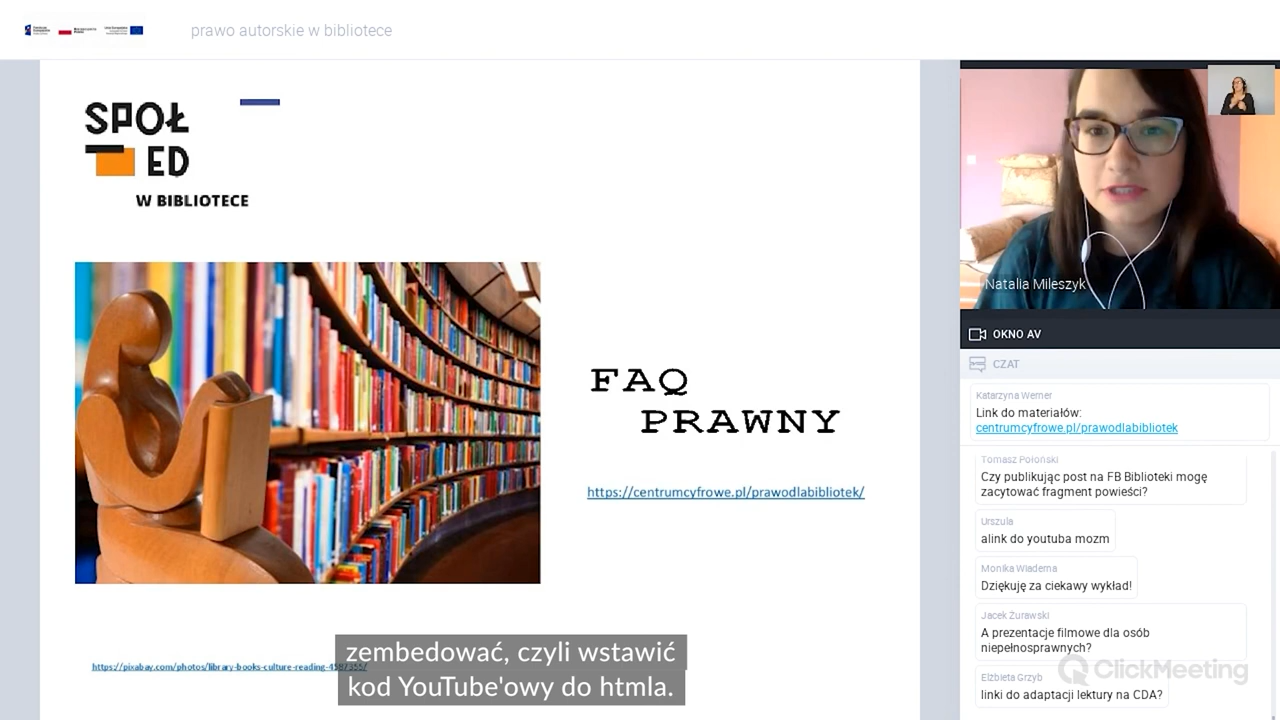 prawo autorskie w bibliotece
SPOŁ
ED
W BIBLIOTECE
FAQ
PRAWNY
https://centrumcyfrowe.pl/prawodlabibliotek/
zembedować, czyli wstawić
kod YouTube'owy do htmla.
Natalia Mileszyk
OKNO AV
CZAT
Katarzyna Werner
Link do materiałów:
centrumcyfrowe.pl/prawodlabibliotek
Tomasz Połoński
Czy publikując post na FB Biblioteki mogę
zacytować fragment powieści?
Urszula
alink do youtuba mozm
Monika Wiaderna
Dziękuję za ciekawy wykład!
Jacek Żurawski
A prezentacje filmowe dla osób
niepełnosprawnych?
ClickMeeting
Elżbieta Grzyb
linki do adaptacji lektury na CDA?